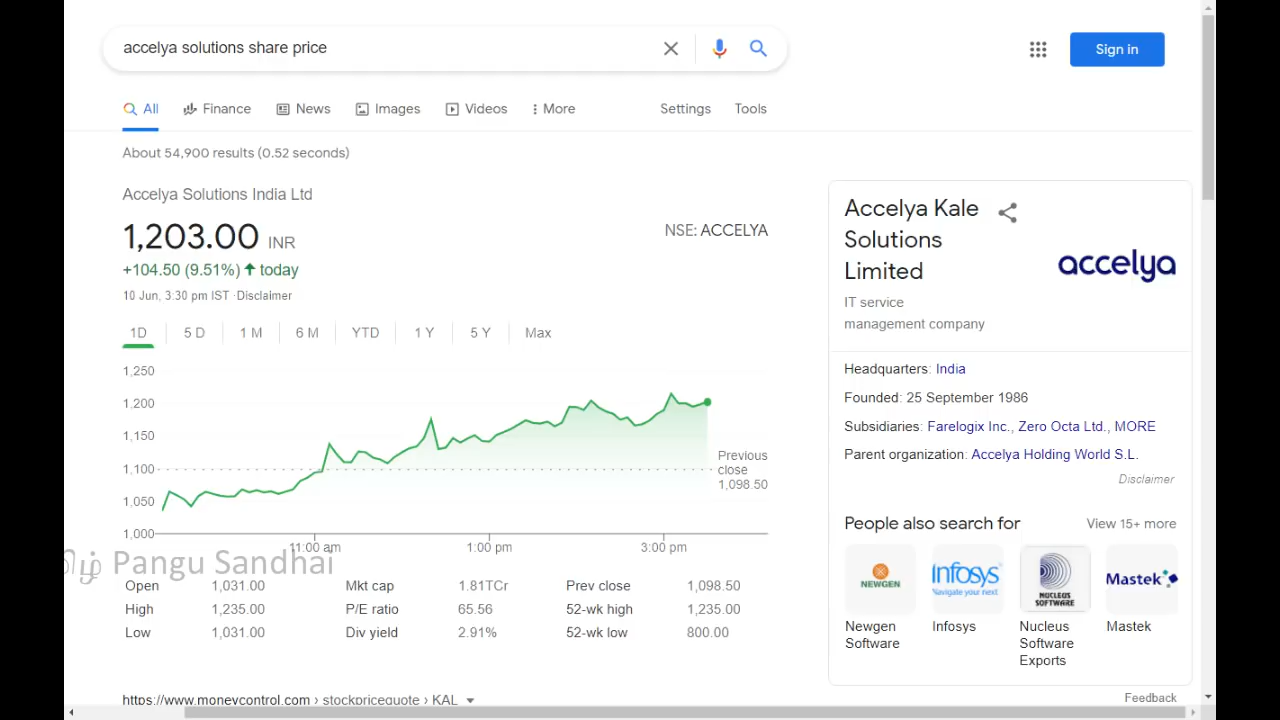 accelya solutions share price
Sign in
All Finance News Images Videos More Settings Tools
About 54,900 results (0.52 seconds)
Accelya Solutions India Ltd
1,203.00 INR
NSE: ACCELYA
+104.50 (9.51%) today
10 Jun, 3:30 pm IST ·Disclaimer
1D 5 D 1 M 6 M YTD 1 Y 5 Y Max
1,250
1,200
1,150
1,100
1,050
1,000
Previous
close
1,098.50
11:00 am 1:00 pm 3:00 pm
Pangu Sandhai
Open 1,031.00 Mkt cap 1.81TCr Prev close 1,098.50
High 1,235.00 P/E ratio 65.56 52-wk high 1,235.00
Low 1,031.00 Div yield 2.91% 52-wk low 800.00
https://www.moneycontrol.com › stockpricequote › KAL
Accelya Kale
Solutions
Limited
accelya
IT service
management company
Headquarters: India
Founded: 25 September 1986
Subsidiaries: Farelogix Inc., Zero Octa Ltd., MORE
Parent organization: Accelya Holding World S.L.
Disclaimer
People also search for View 15+ more
NEWGEN
Infosys
Navigate your next
NUCLEUS
SOFTWARE
Mastek
Newgen
Software
Infosys
Nucleus
Software
Exports
Mastek
Feedback